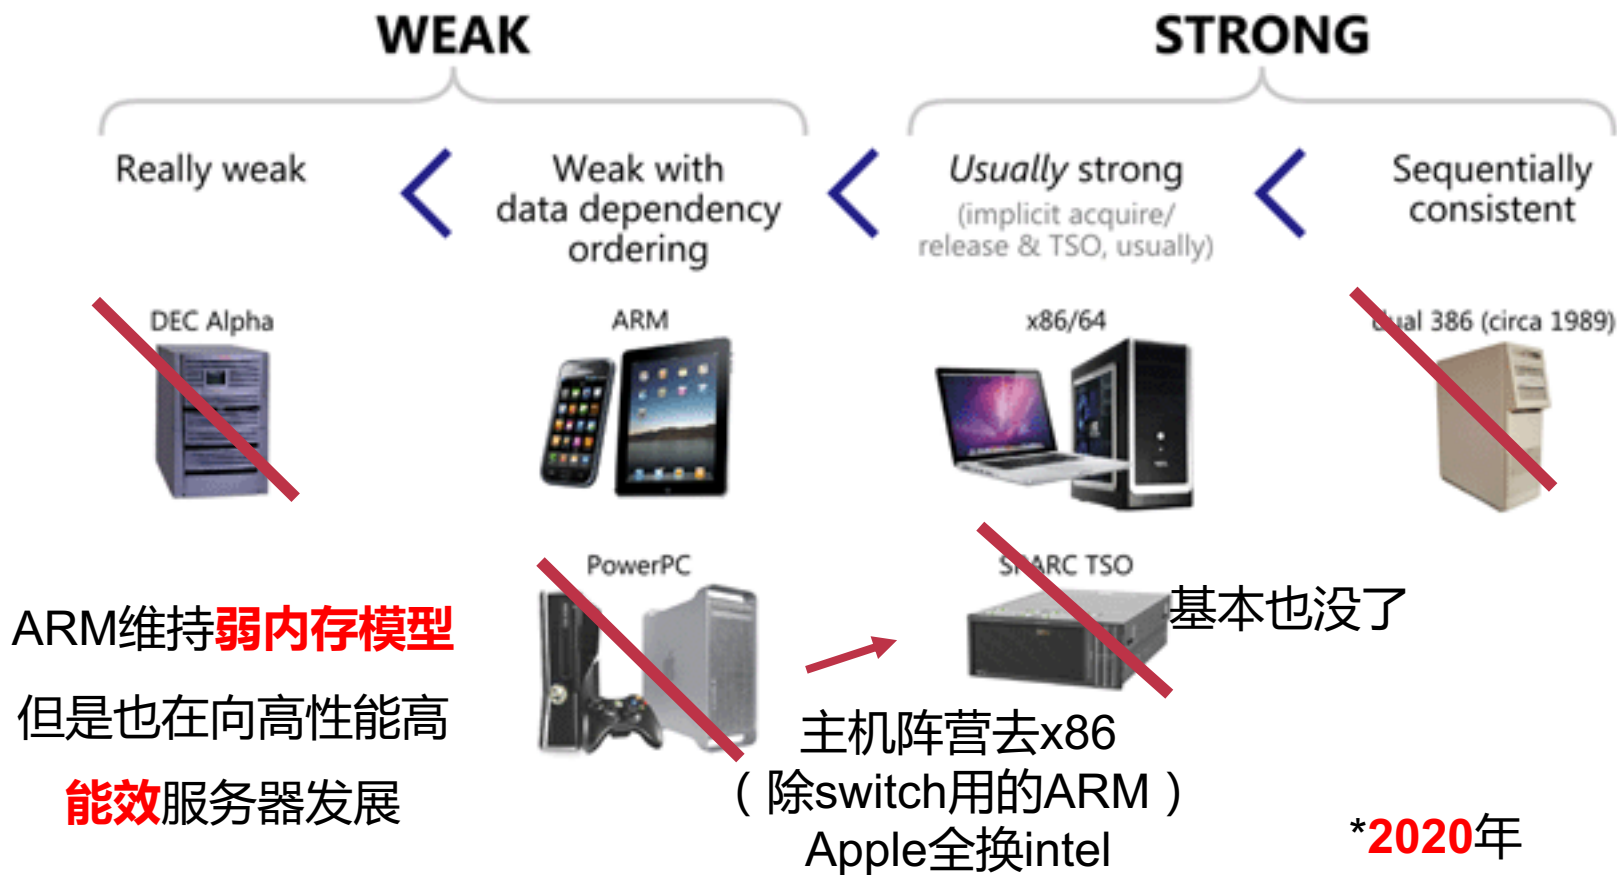 WEAK
STRONG
Really weak
Weak with
data dependency
ordering
Usually strong
(implicit acquire/
release & TSO, usually)
Sequentially
consistent
DEC Alpha
ARM
x86/64
dual 386 (circa 1989)
PowerPC
SPARC TSO
基本也没了
ARM维持弱内存模型
但是也在向高性能高
能效服务器发展
主机阵营去x86
（除switch用的ARM）
Apple全换intel
*2020年